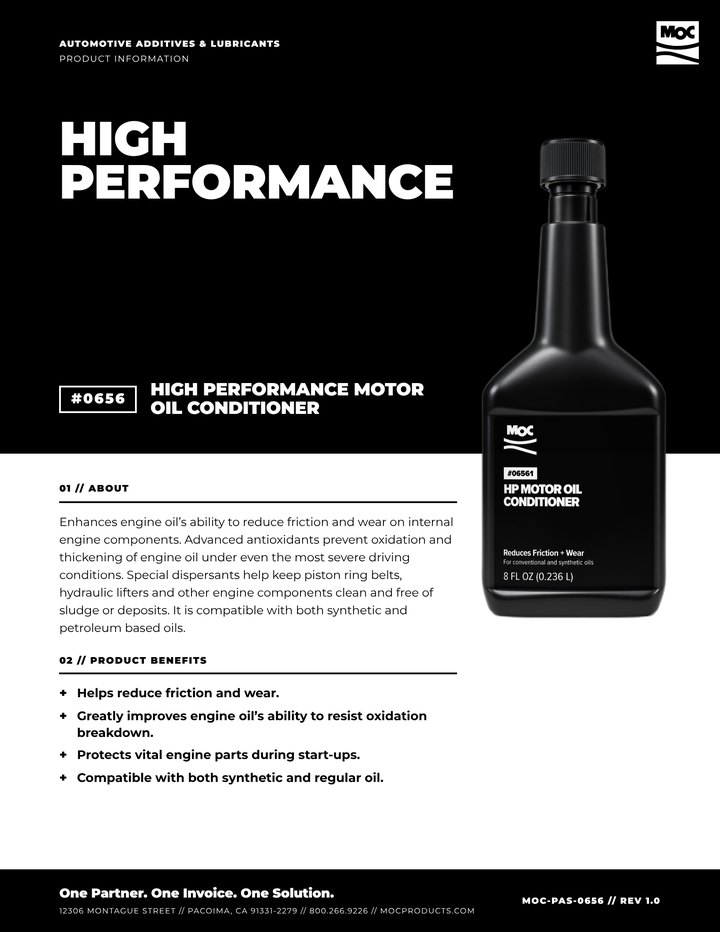 AUTOMOTIVE ADDITIVES & LUBRICANTS
PRODUCT INFORMATION
MOC
HIGH
PERFORMANCE
#0656
HIGH PERFORMANCE MOTOR
OIL CONDITIONER
MOC
#06561
HP MOTOR OIL
CONDITIONER
Reduces Friction + Wear
For conventional and synthetic oils
8 FL OZ (0.236 L)
01 // ABOUT
Enhances engine oil’s ability to reduce friction and wear on internal
engine components. Advanced antioxidants prevent oxidation and
thickening of engine oil under even the most severe driving
conditions. Special dispersants help keep piston ring belts,
hydraulic lifters and other engine components clean and free of
sludge or deposits. It is compatible with both synthetic and
petroleum based oils.
02 // PRODUCT BENEFITS
+ Helps reduce friction and wear.
+ Greatly improves engine oil’s ability to resist oxidation
breakdown.
+ Protects vital engine parts during start-ups.
+ Compatible with both synthetic and regular oil.
One Partner. One Invoice. One Solution.
12306 MONTAGUE STREET // PACOIMA, CA 91331-2279 // 800.266.9226 // MOCPRODUCTS.COM
MOC-PAS-0656 // REV 1.0